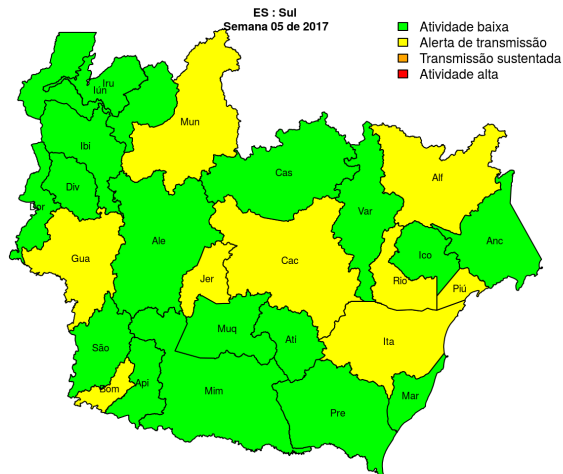 ES : Sul
Semana 05 de 2017
Atividade baixa
Alerta de transmissão
Transmissão sustentada
Atividade alta
Iru
Iún
Mun
Ibi
Cas
Alf
Div
Dor
Var
Ale
Anc
Gua
Ico
Cac
Jer
Rio
Piú
Muq
Ati
Ita
São
Bom
Api
Mim
Mar
Pre